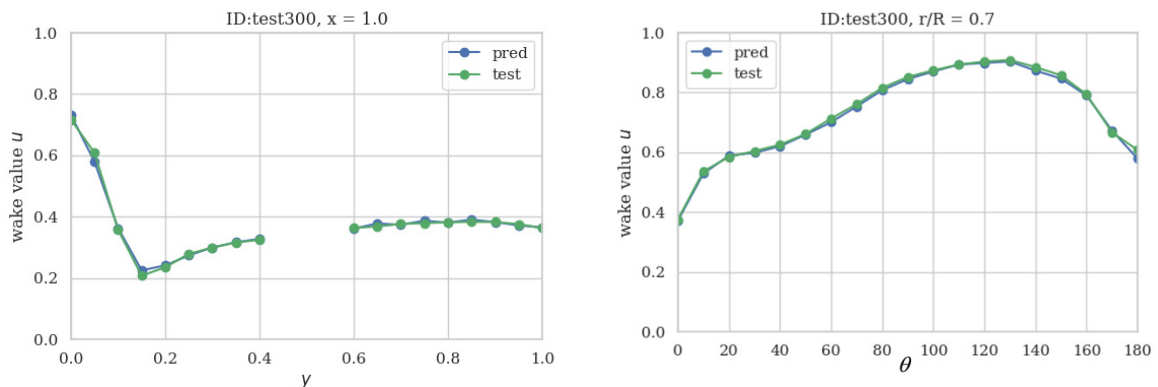 ID:test300, x = 1.0
wake value u
1.0
0.8
0.6
0.4
0.2
0.0
pred
test
0.0 0.2 0.4 0.6 0.8 1.0
y
ID:test300, r/R = 0.7
wake value u
1.0
0.8
0.6
0.4
0.2
0.0
pred
test
0 20 40 60 80 100 120 140 160 180
θ